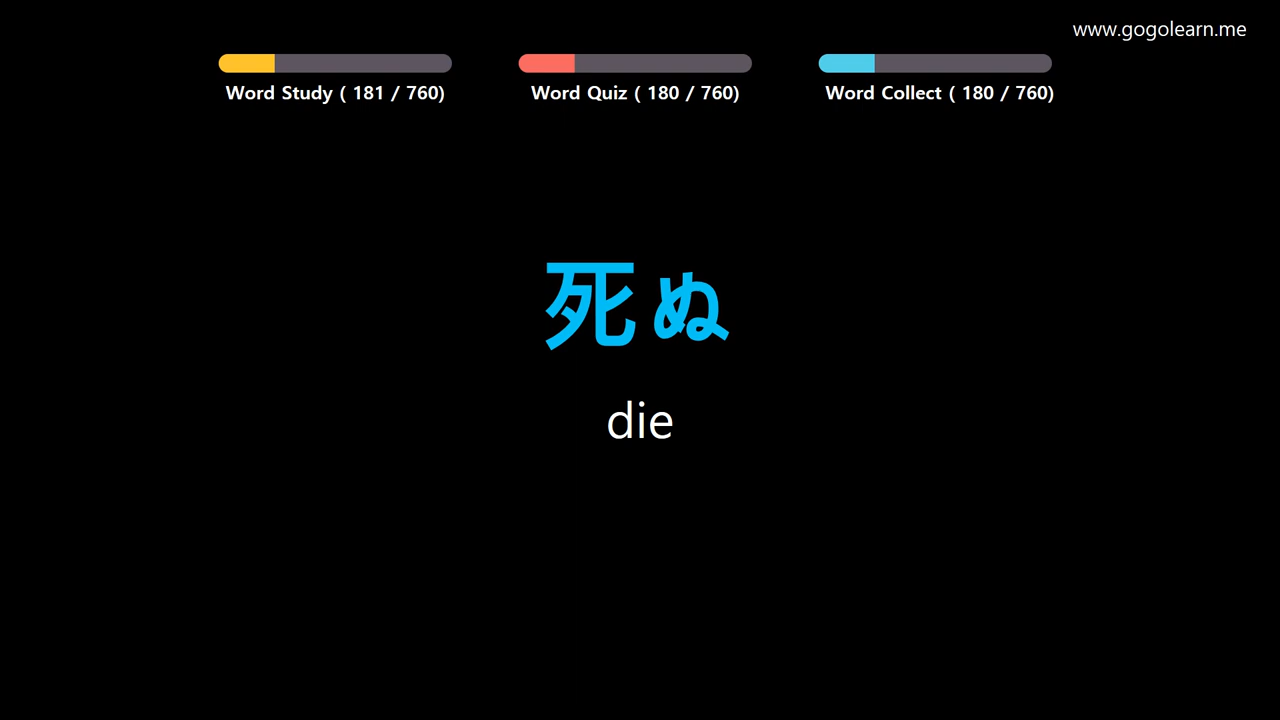 www.gogolearn.me
Word Study ( 181 / 760)
Word Quiz ( 180 / 760)
Word Collect ( 180 / 760)
死ぬ
die